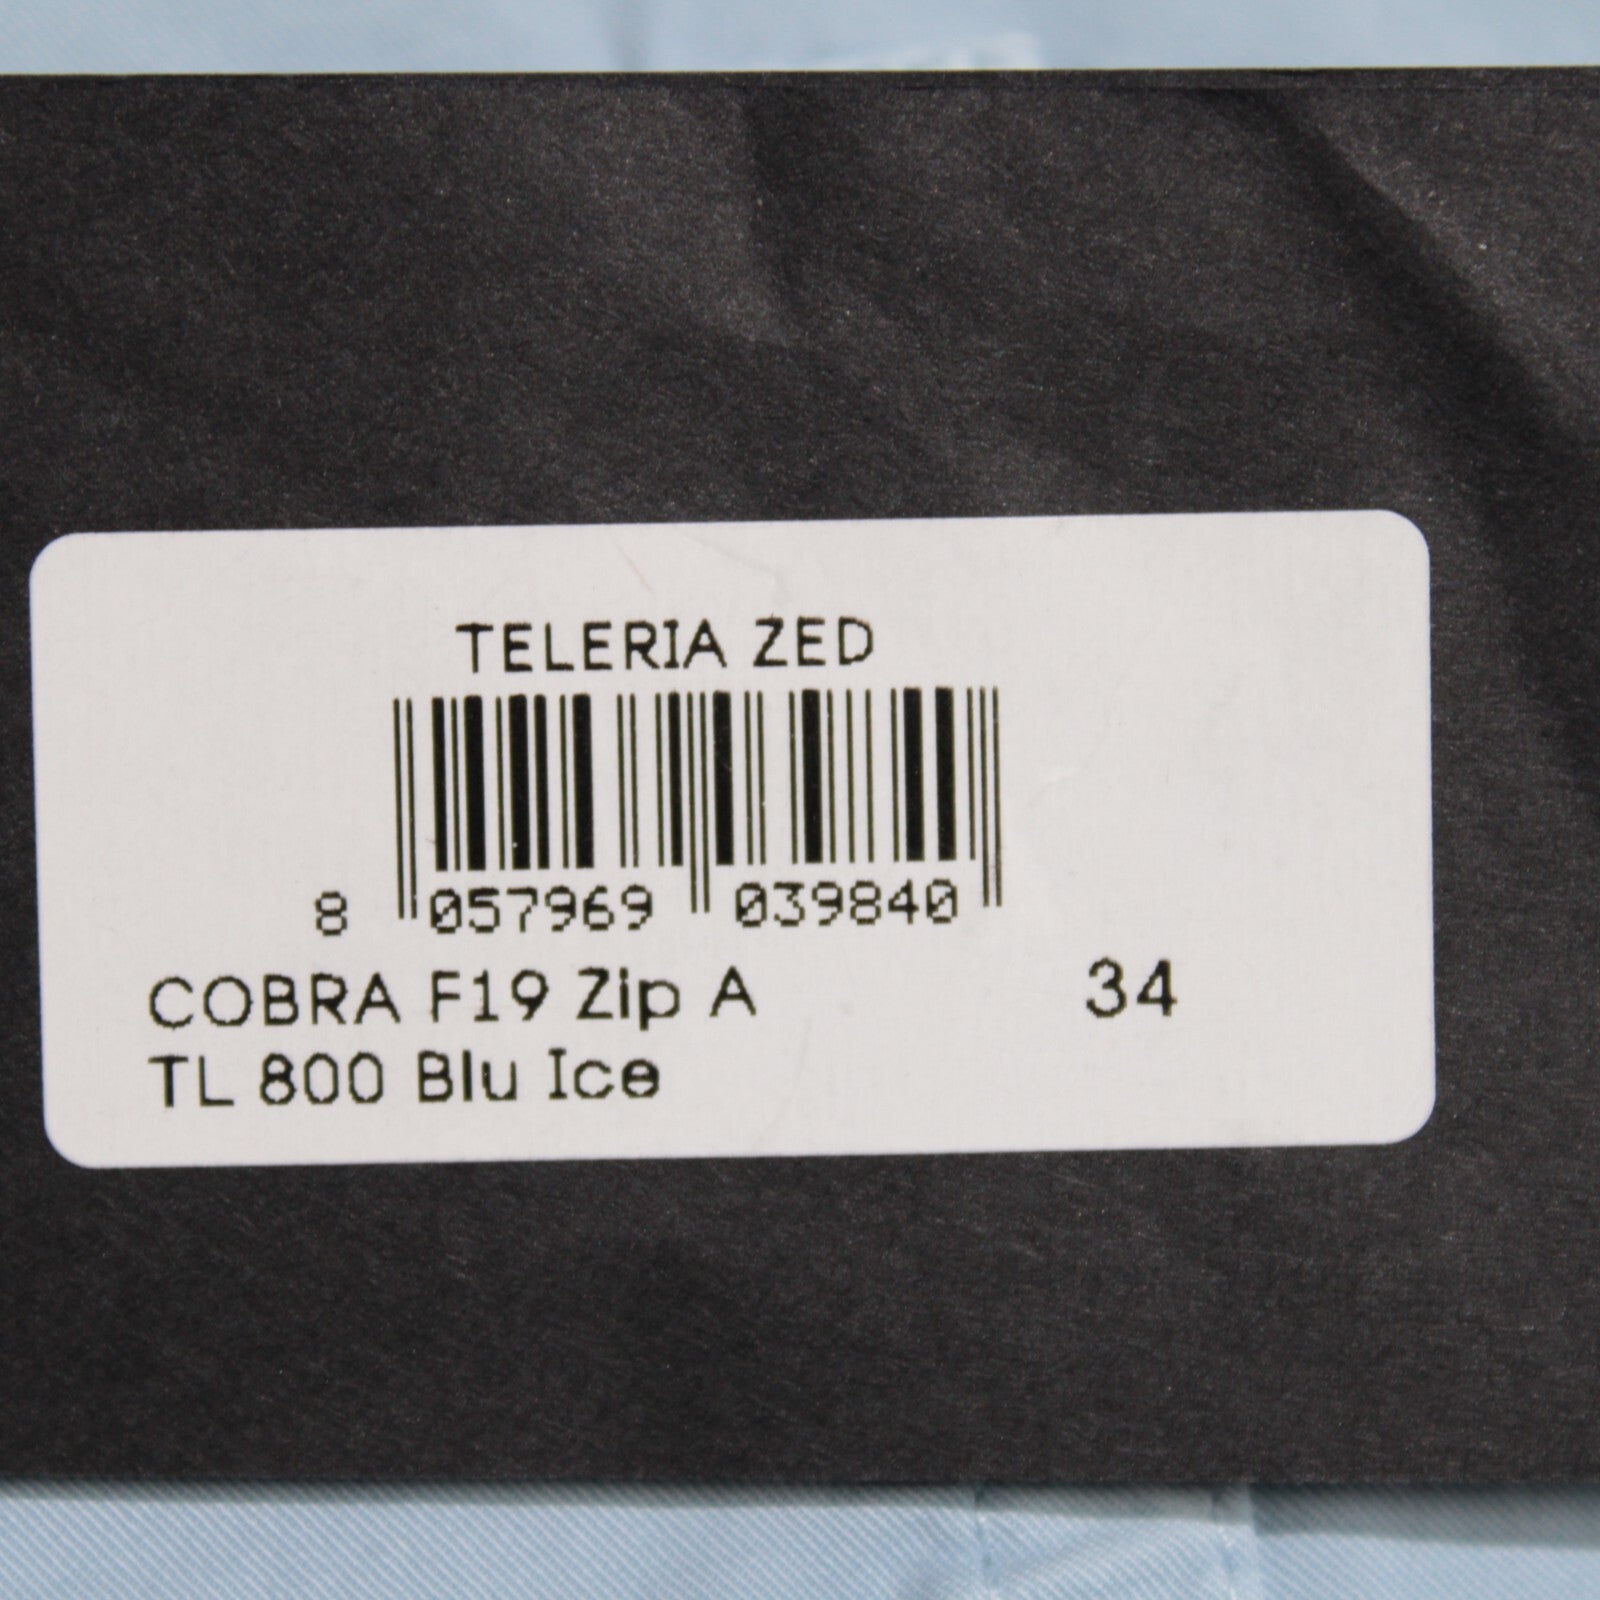 TELERIA ZED
8 057969 039840
COBRA F19 Zip A 34
TL 800 Blu Ice